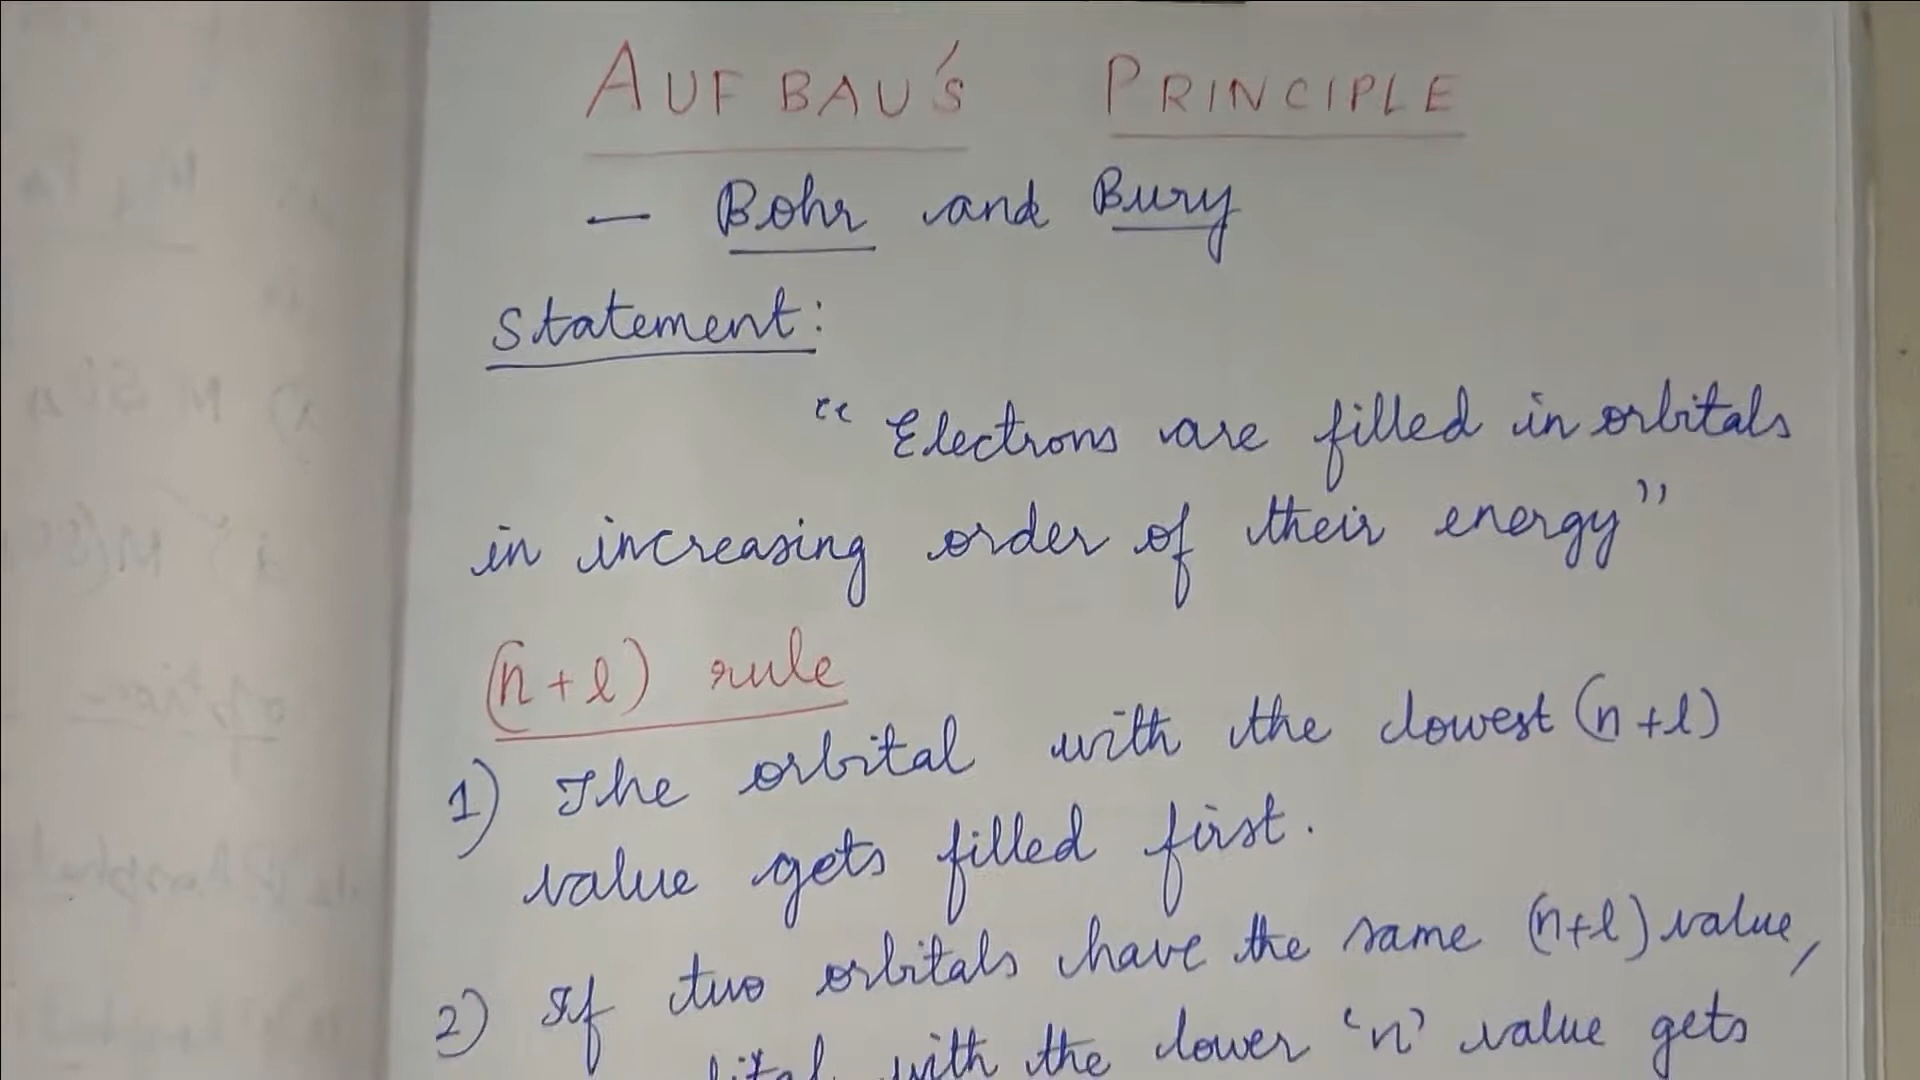 AUFBAU's PRINCIPLE
— Bohr and Bury
Statement:
"Electrons are filled in orbitals
in increasing order of their energy"
(n+l) rule
1) The orbital with the lowest (n+l)
value gets filled first.
2) If two orbitals have the same (n+l) value,
with the lower 'n' value gets